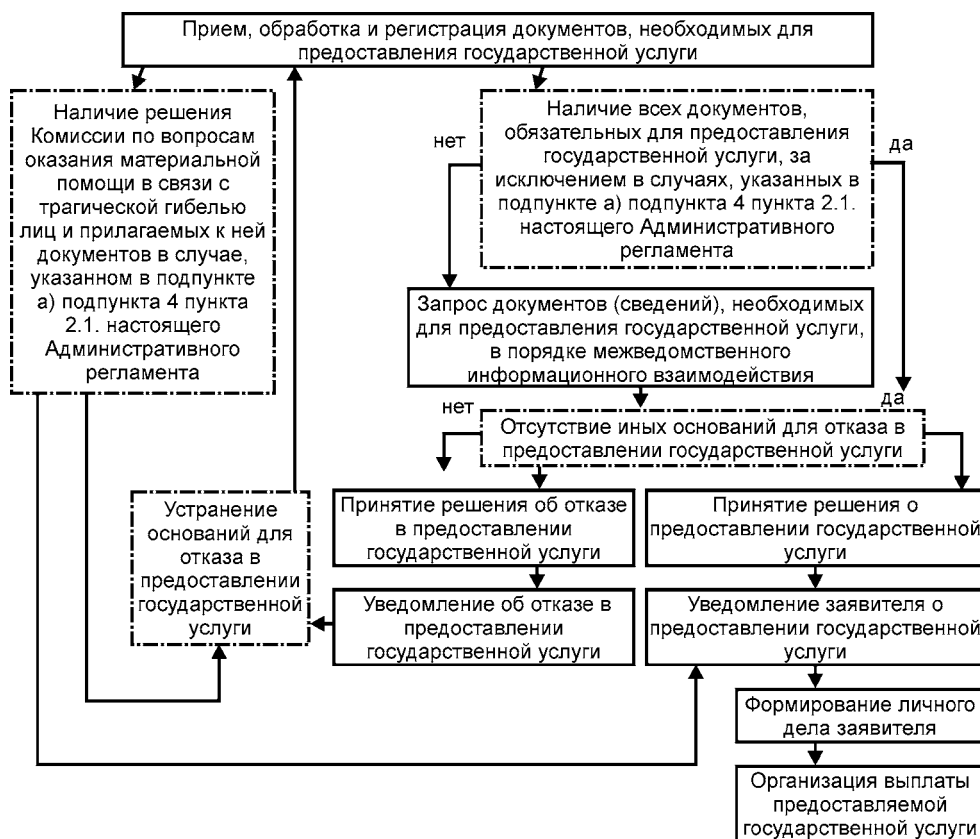 Прием, обработка и регистрация документов, необходимых для
предоставления государственной услуги
Наличие решения
Комиссии по вопросам
оказания материальной
помощи в связи с
трагической гибелью
лиц и прилагаемых к ней
документов в случае,
указанном в подпункте
а) подпункта 4 пункта
2.1. настоящего
Административного
регламента
нет
Наличие всех документов,
обязательных для предоставления
государственной услуги, за
исключением в случаях, указанных в
подпункте а) подпункта 4 пункта 2.1.
настоящего Административного
регламента
да
Запрос документов (сведений), необходимых
для предоставления государственной услуги,
в порядке межведомственного
информационного взаимодействия
нет
да
Отсутствие иных оснований для отказа в
предоставлении государственной услуги
Устранение
оснований для
отказа в
предоставлении
государственной
услуги
Принятие решения об отказе
в предоставлении
государственной услуги
Принятие решения о
предоставлении государственной
услуги
Уведомление об отказе в
предоставлении
государственной услуги
Уведомление заявителя о
предоставлении государственной
услуги
Формирование личного
дела заявителя
Организация выплаты
предоставляемой
государственной услуги